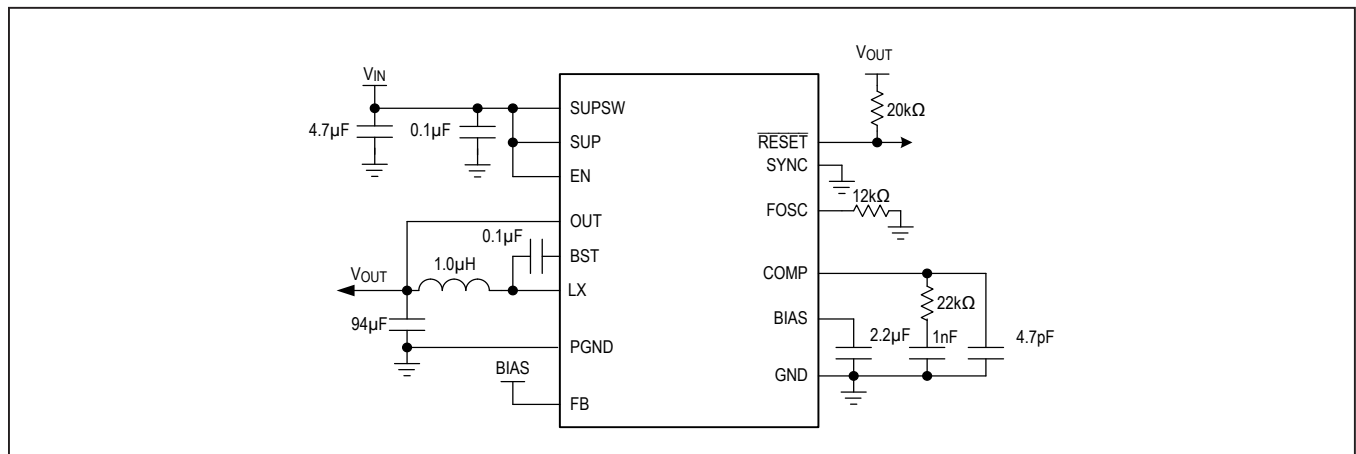 VIN
4.7µF
0.1µF
SUPSW
SUP
EN
OUT
0.1µF
BST
1.0µH
VOUT
LX
94µF
PGND
BIAS
FB
VOUT
20kΩ
RESET
SYNC
12kΩ
FOSC
COMP
22kΩ
BIAS
2.2µF
1nF
4.7pF
GND